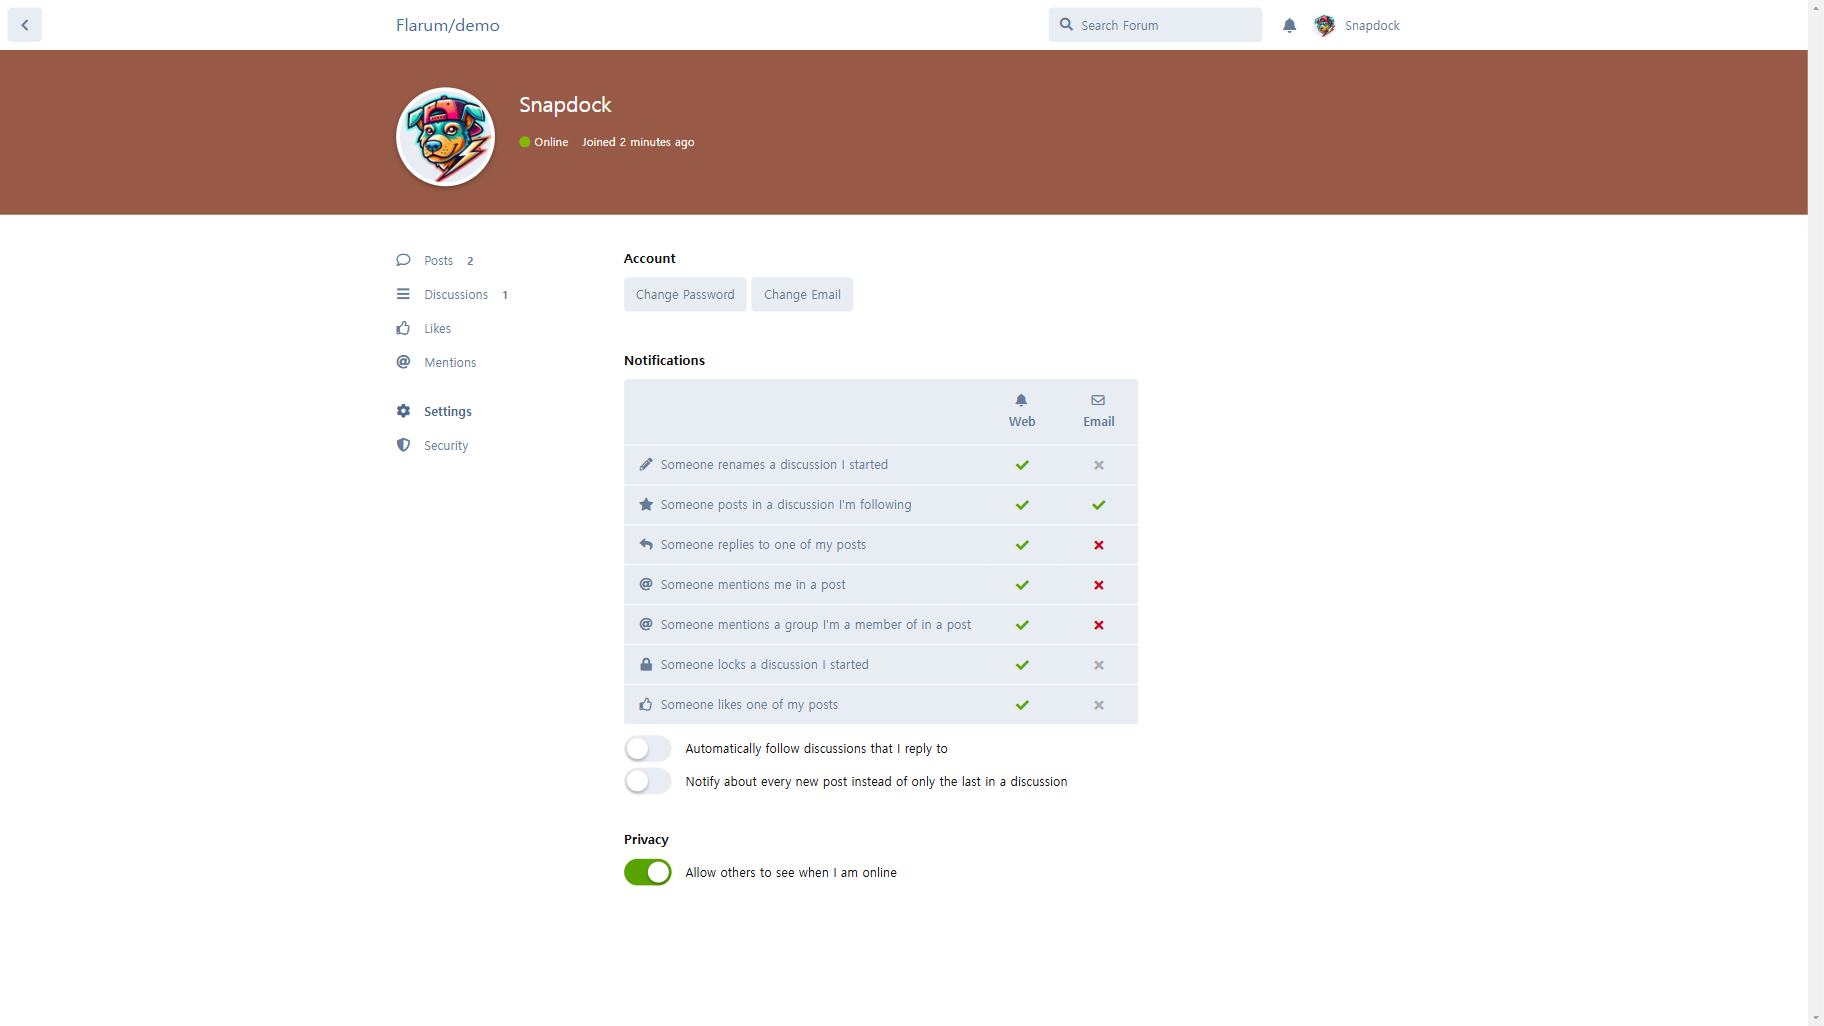 Flarum/demo
Search Forum
Snapdock
Snapdock
Online Joined 2 minutes ago
Posts 2
Discussions 1
Likes
Mentions
Settings
Security
Account
Change Password Change Email
Notifications
Web Email
Someone renames a discussion I started
Someone posts in a discussion I'm following
Someone replies to one of my posts
Someone mentions me in a post
Someone mentions a group I'm a member of in a post
Someone locks a discussion I started
Someone likes one of my posts
Automatically follow discussions that I reply to
Notify about every new post instead of only the last in a discussion
Privacy
Allow others to see when I am online